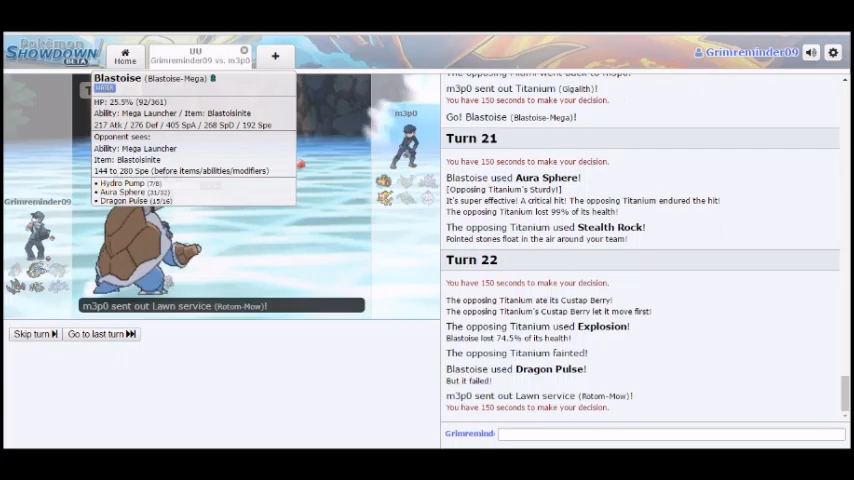 Pokémon
SHOWDOWN
BETA
Home
UU
Grimreminder09 vs. m3p0
+
Grimreminder09
Blastoise (Blastoise-Mega)
WATER
HP: 25.5% (92/361)
Ability: Mega Launcher / Item: Blastoisinite
217 Atk / 276 Def / 405 SpA / 268 SpD / 192 Spe
Opponent sees:
Ability: Mega Launcher
Item: Blastoisinite
144 to 280 Spe (before items/abilities/modifiers)
• Hydro Pump (7/8)
• Aura Sphere (31/32)
• Dragon Pulse (15/16)
m3p0
Grimreminder09
m3p0 sent out Lawn service (Rotom-Mow)!
Skip turn
Go to last turn
m3p0 sent out Titanium (Gigalith)!
You have 150 seconds to make your decision.
Go! Blastoise (Blastoise-Mega)!
Turn 21
You have 150 seconds to make your decision.
Blastoise used Aura Sphere!
[Opposing Titanium's Sturdy!]
It's super effective! A critical hit! The opposing Titanium endured the hit!
The opposing Titanium lost 99% of its health!
The opposing Titanium used Stealth Rock!
Pointed stones float in the air around your team!
Turn 22
You have 150 seconds to make your decision.
The opposing Titanium ate its Custap Berry!
The opposing Titanium's Custap Berry let it move first!
The opposing Titanium used Explosion!
Blastoise lost 74.5% of its health!
The opposing Titanium fainted!
Blastoise used Dragon Pulse!
But it failed!
m3p0 sent out Lawn service (Rotom-Mow)!
You have 150 seconds to make your decision.
Grimremind